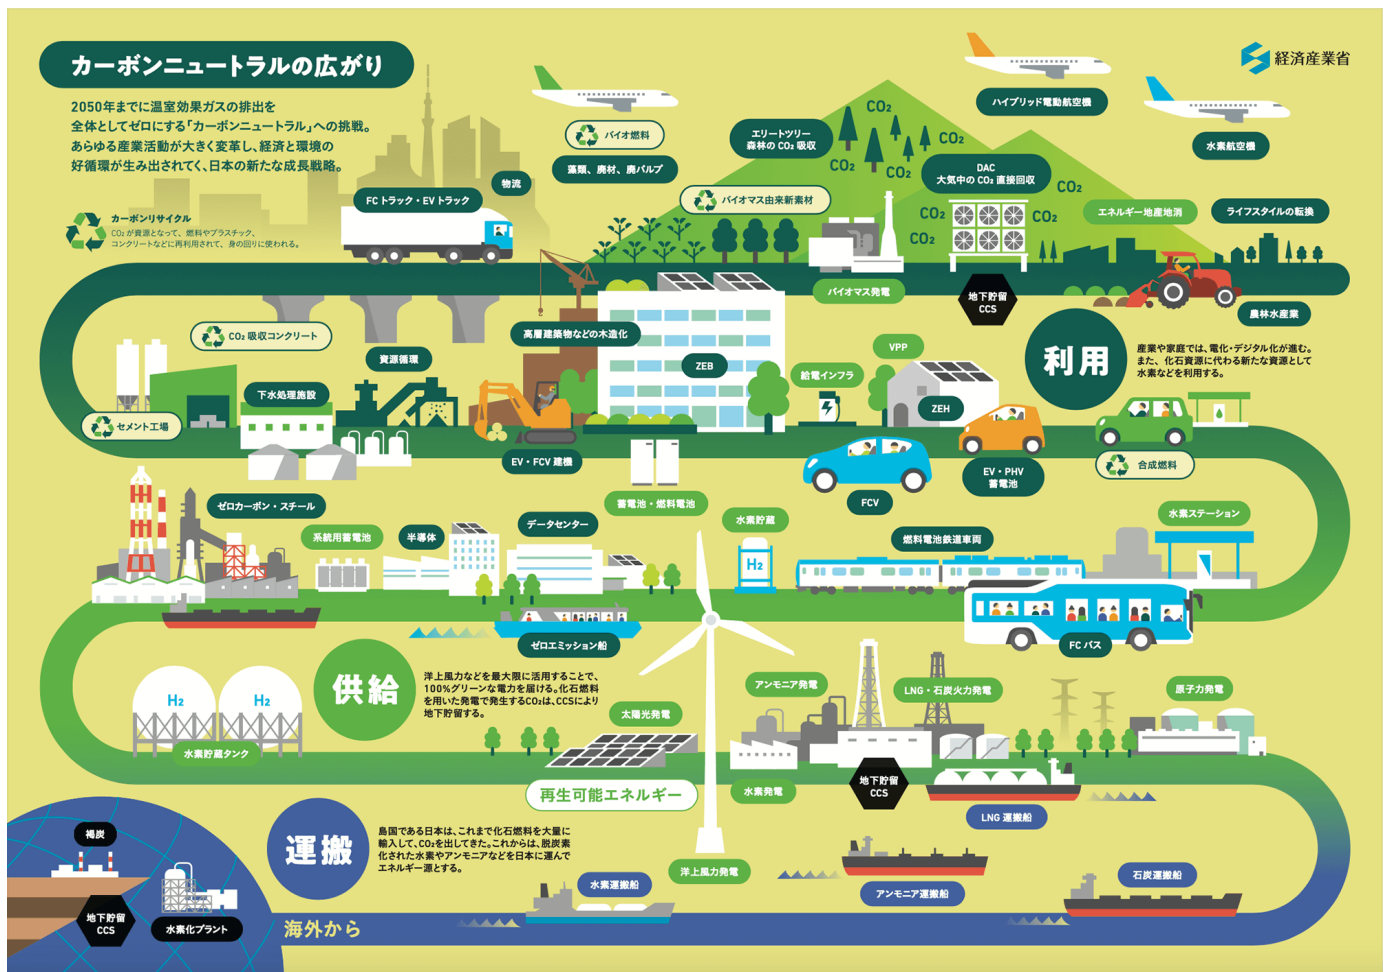 カーボンニュートラルの広がり
2050年までに温室効果ガスの排出を
全体としてゼロにする「カーボンニュートラル」への挑戦。
あらゆる産業活動が大きく変革し、経済と環境の
好循環が生み出されてく、日本の新たな成長戦略。
カーボンリサイクル
CO₂ が資源となって、燃料やプラスチック、
コンクリートなどに再利用されて、身の回りに使われる。
経済産業省
バイオ燃料
藻類、廃材、廃パルプ
ハイブリッド電動航空機
水素航空機
物流
FCトラック・EVトラック
エリートツリー
森林の CO₂ 吸収
CO₂
CO₂
CO₂
CO₂
DAC
大気中の CO₂ 直接回収
CO₂
CO₂
CO₂
CO₂
バイオマス由来新素材
エネルギー地産地消
ライフスタイルの転換
バイオマス発電
地下貯留
CCS
農林水産業
CO₂ 吸収コンクリート
資源循環
高層建築物などの木造化
ZEB
給電インフラ
VPP
ZEH
利用
産業や家庭では、電化・デジタル化が進む。
また、化石資源に代わる新たな資源として
水素などを利用する。
セメント工場
下水処理施設
EV・FCV 建機
蓄電池・燃料電池
FCV
EV・PHV
蓄電池
合成燃料
ゼロカーボン・スチール
系統用蓄電池
半導体
データセンター
水素貯蔵
H₂
燃料電池鉄道車両
水素ステーション
ゼロエミッション船
FC バス
H₂
H₂
水素貯蔵タンク
供給
洋上風力などを最大限に活用することで、
100%グリーンな電力を届ける。化石燃料
を用いた発電で発生するCO₂は、CCSにより
地下貯留する。
太陽光発電
再生可能エネルギー
アンモニア発電
LNG・石炭火力発電
原子力発電
水素発電
地下貯留
CCS
LNG 運搬船
洋上風力発電
運搬
島国である日本は、これまで化石燃料を大量に
輸入して、CO₂を出してきた。これからは、脱炭素
化された水素やアンモニアなどを日本に運んで
エネルギー源とする。
水素運搬船
アンモニア運搬船
石炭運搬船
褐炭
地下貯留
CCS
水素化プラント
海外から